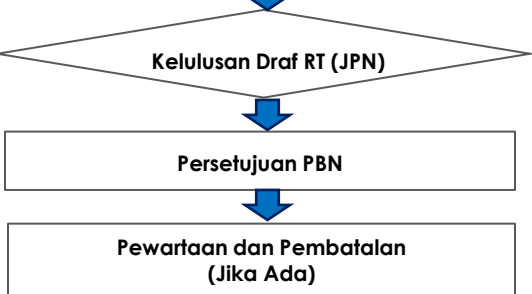 Kelulusan Draf RT (JPN)
Persetujuan PBN
Pewartaan dan Pembatalan
(Jika Ada)